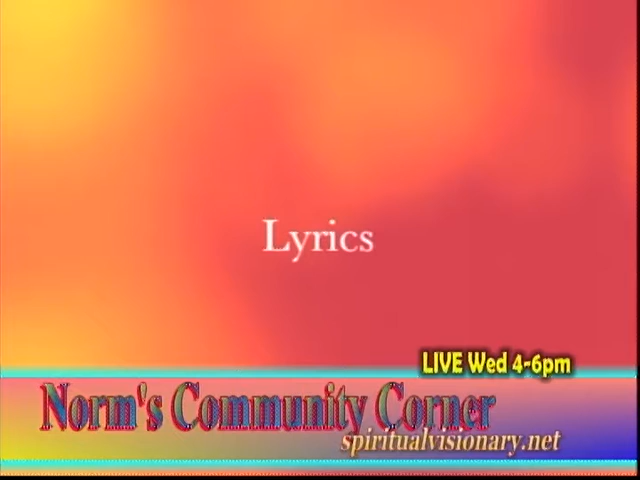 Lyrics
LIVE Wed 4-6pm
Norm's Community Corner
spiritualvisionary.net